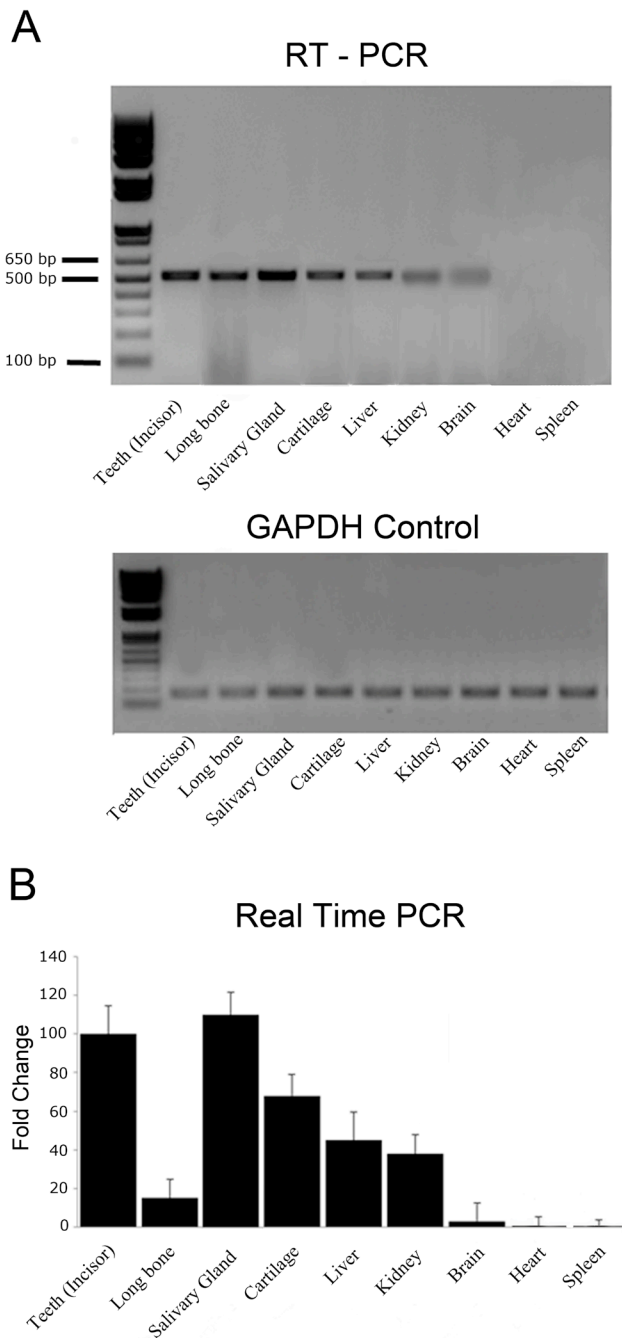 A
RT - PCR
650 bp
500 bp
100 bp
Teeth (Incisor)
Long bone
Salivary Gland
Cartilage
Liver
Kidney
Brain
Heart
Spleen
GAPDH Control
Teeth (Incisor)
Long bone
Salivary Gland
Cartilage
Liver
Kidney
Brain
Heart
Spleen
B
Real Time PCR
Fold Change
140
120
100
80
60
40
20
0
Teeth (Incisor)
Long bone
Salivary Gland
Cartilage
Liver
Kidney
Brain
Heart
Spleen